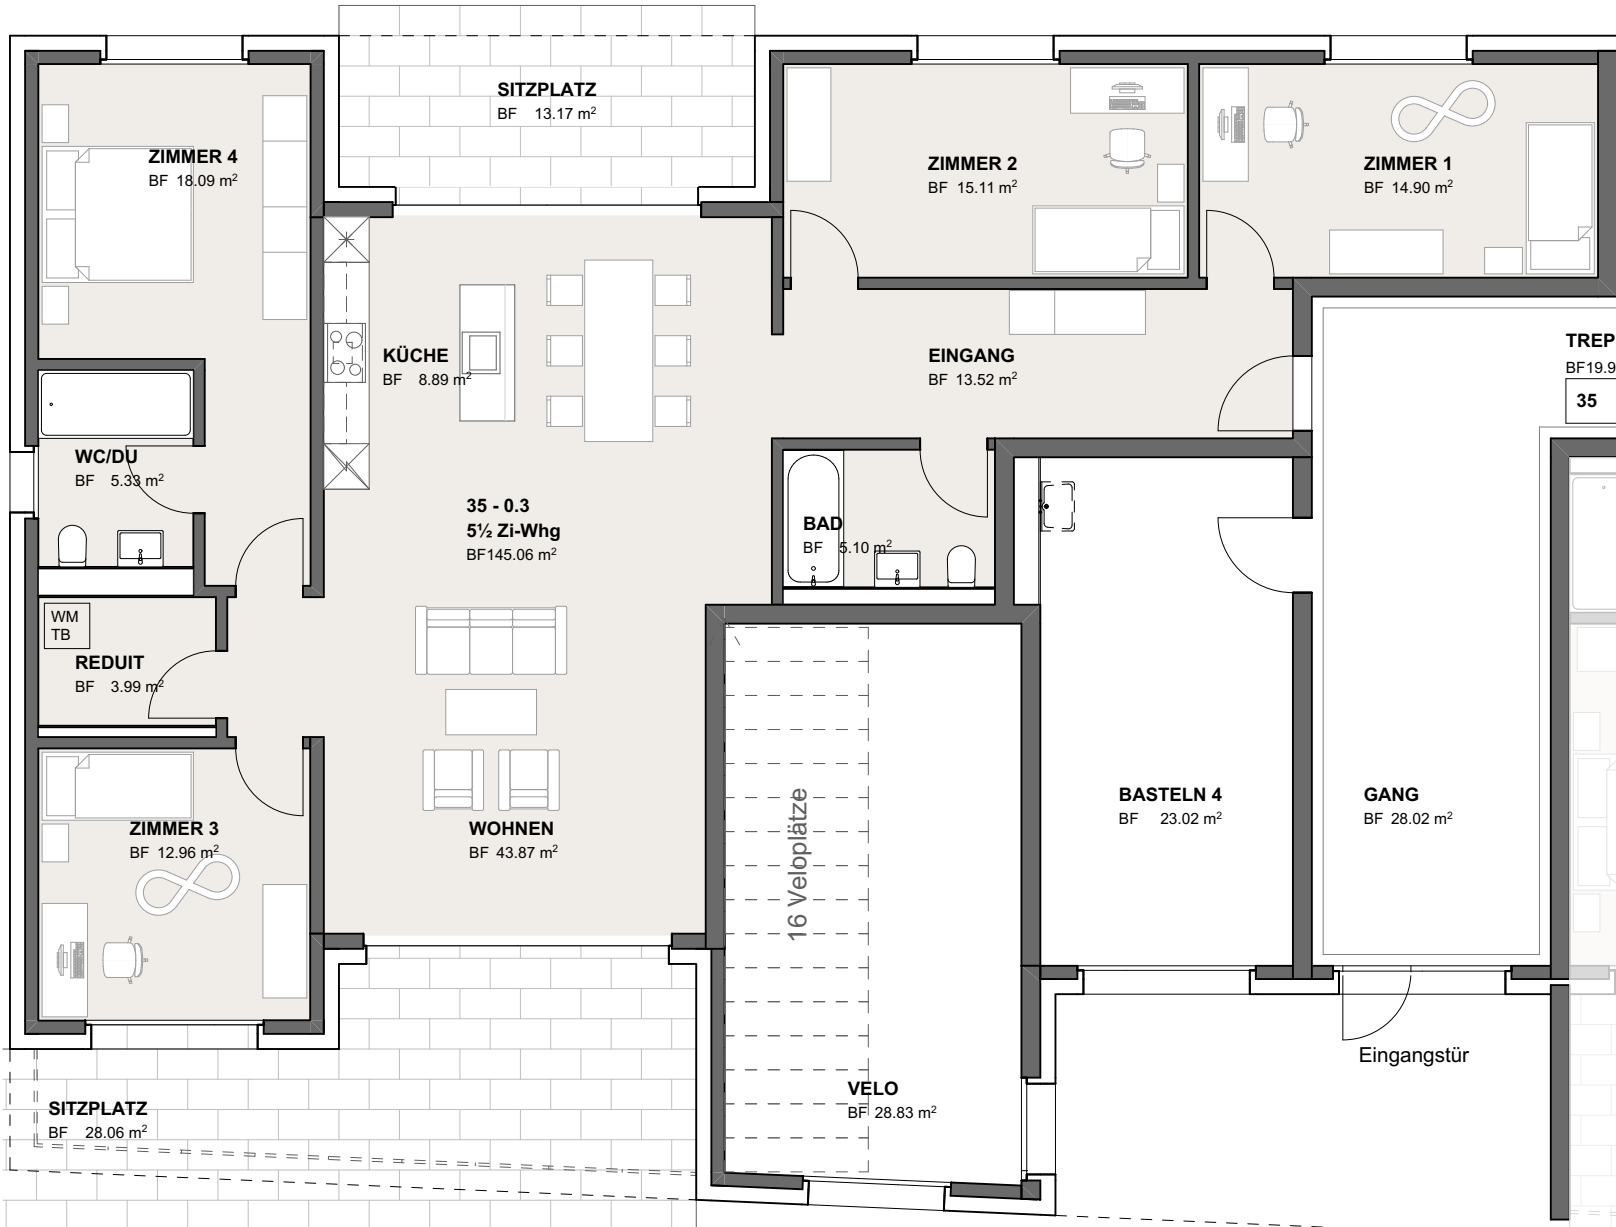 SITZPLATZ
BF 13.17 m²
ZIMMER 4
BF 18.09 m²
ZIMMER 2
BF 15.11 m²
ZIMMER 1
BF 14.90 m²
KÜCHE
BF 8.89 m²
EINGANG
BF 13.52 m²
TREP
BF19.9
35
WC/DU
BF 5.33 m²
35 - 0.3
5½ Zi-Whg
BF145.06 m²
BAD
BF 5.10 m²
WM
TB
REDUIT
BF 3.99 m²
ZIMMER 3
BF 12.96 m²
WOHNEN
BF 43.87 m²
16 Veloplätze
BASTELN 4
BF 23.02 m²
GANG
BF 28.02 m²
Eingangstür
VELO
BF 28.83 m²
SITZPLATZ
BF 28.06 m²